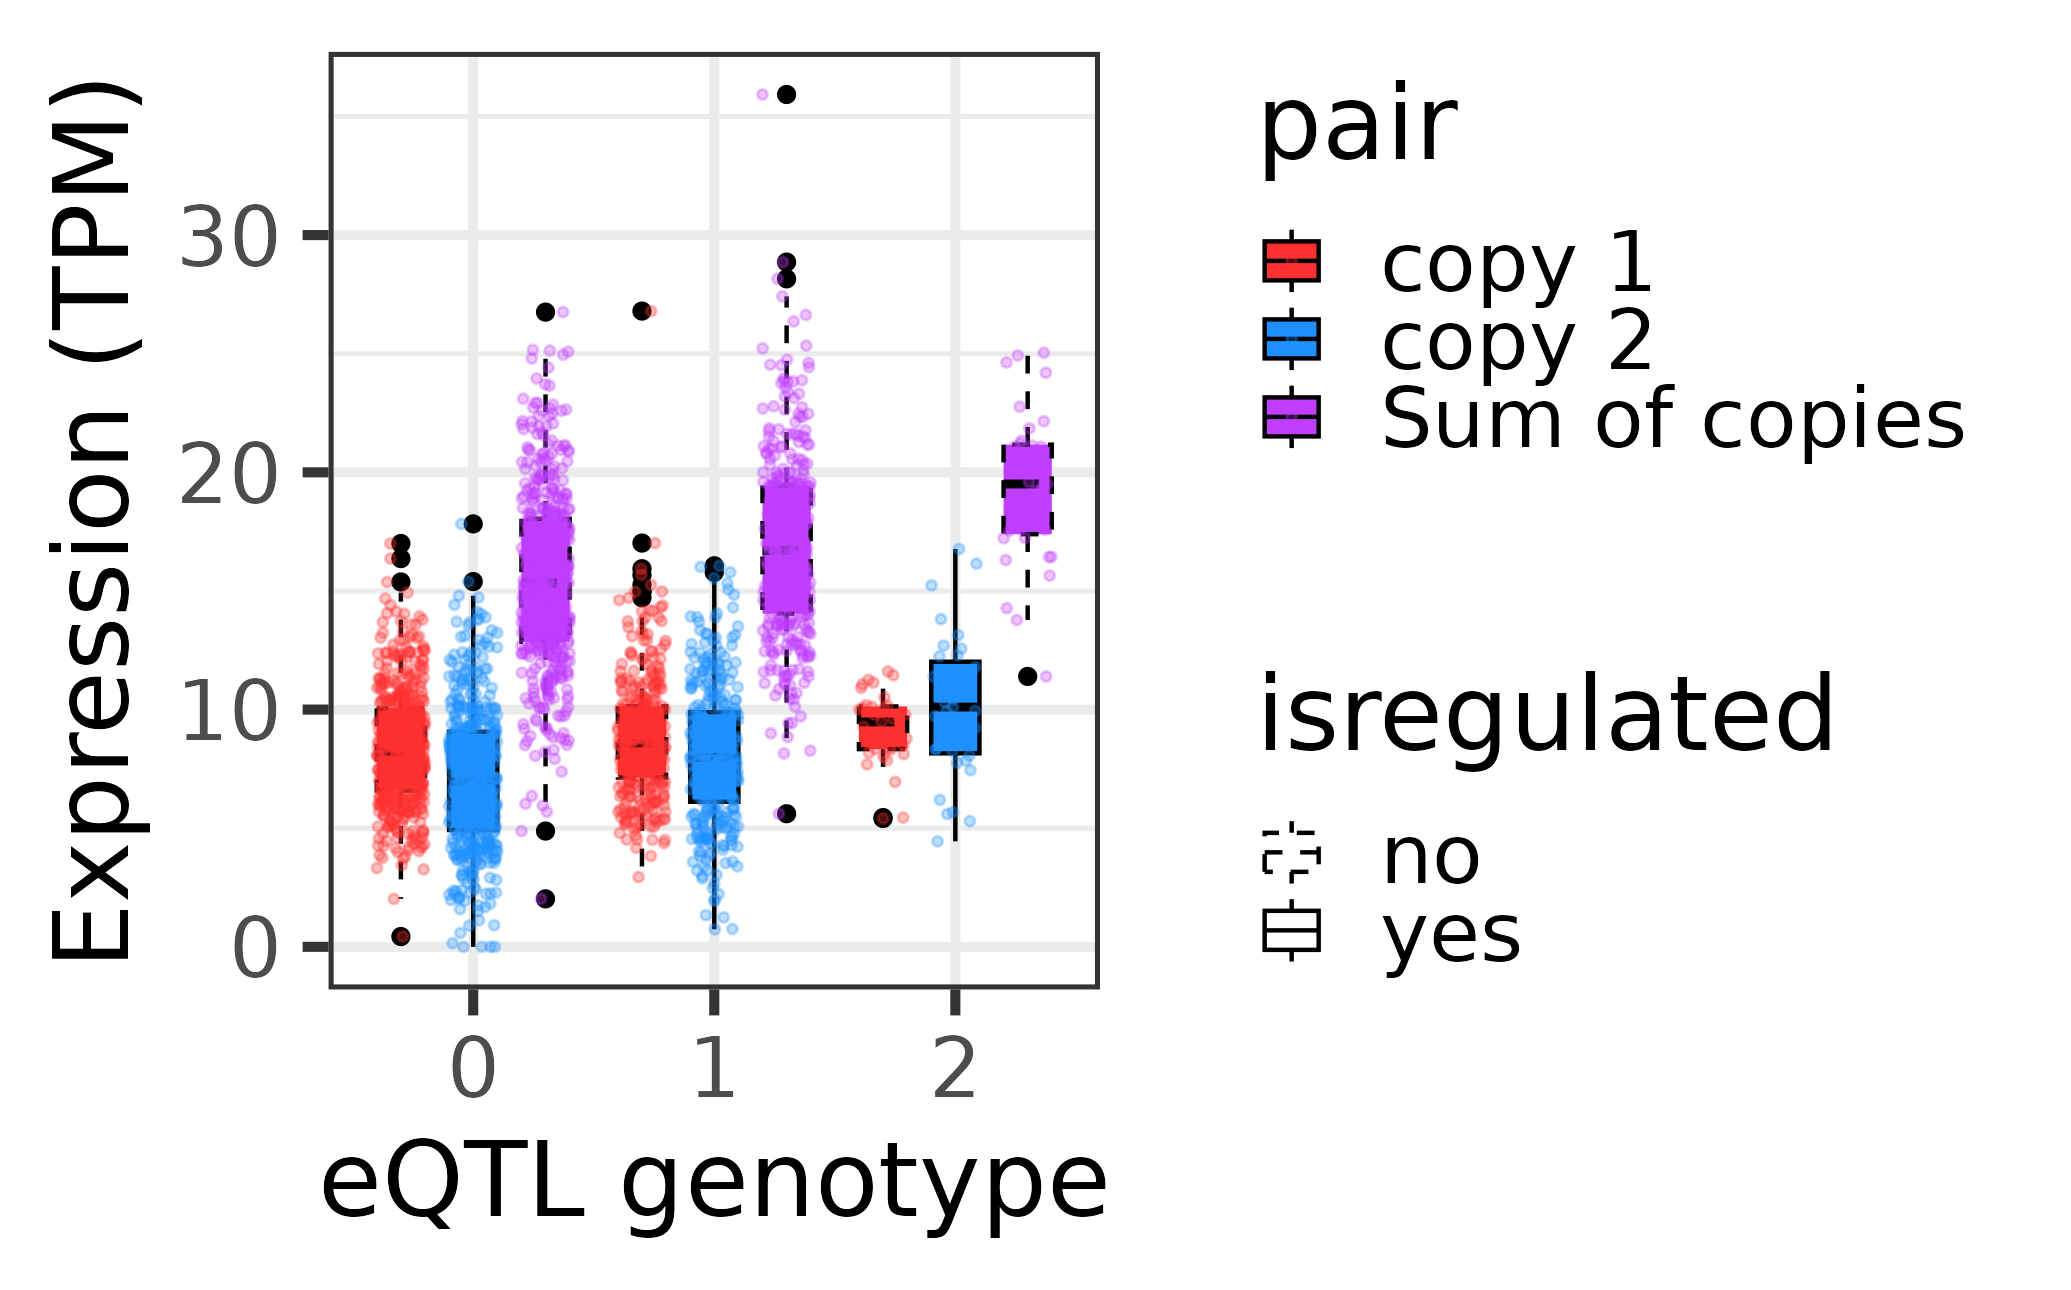 Expression (TPM)
30
20
10
0
0 1 2
eQTL genotype
pair
copy 1
copy 2
Sum of copies
isregulated
no
yes